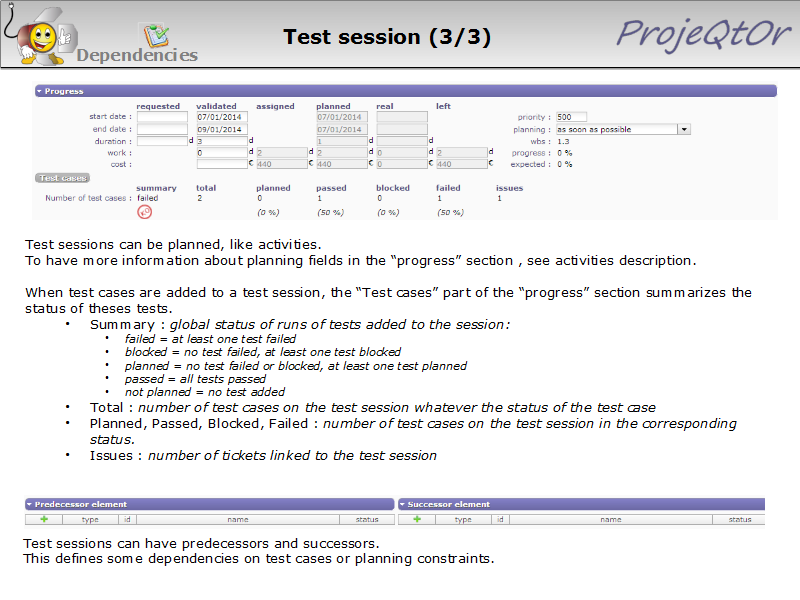 Dependencies
Test session (3/3)
ProjeQtOr
Progress
requested validated assigned planned real left
start date : 07/01/2014 07/01/2014 priority : 500
end date : 09/01/2014 07/01/2014 planning : as soon as possible
duration : d 3 d 1 d d wbs : 1.3
work : 0 d 2 d 2 d 0 d 2 d progress : 0 %
cost : € 440 € 440 € 0 € 440 € expected : 0 %
Test cases
summary total planned passed blocked failed issues
Number of test cases : failed 2 0 1 0 1 1
(0 %) (50 %) (0 %) (50 %)
Test sessions can be planned, like activities.
To have more information about planning fields in the “progress” section , see activities description.
When test cases are added to a test session, the “Test cases” part of the “progress” section summarizes the
status of theses tests.
• Summary : global status of runs of tests added to the session:
• failed = at least one test failed
• blocked = no test failed, at least one test blocked
• planned = no test failed or blocked, at least one test planned
• passed = all tests passed
• not planned = no test added
• Total : number of test cases on the test session whatever the status of the test case
• Planned, Passed, Blocked, Failed : number of test cases on the test session in the corresponding
status.
• Issues : number of tickets linked to the test session
Predecessor element Successor element
type id name status type id name status
Test sessions can have predecessors and successors.
This defines some dependencies on test cases or planning constraints.